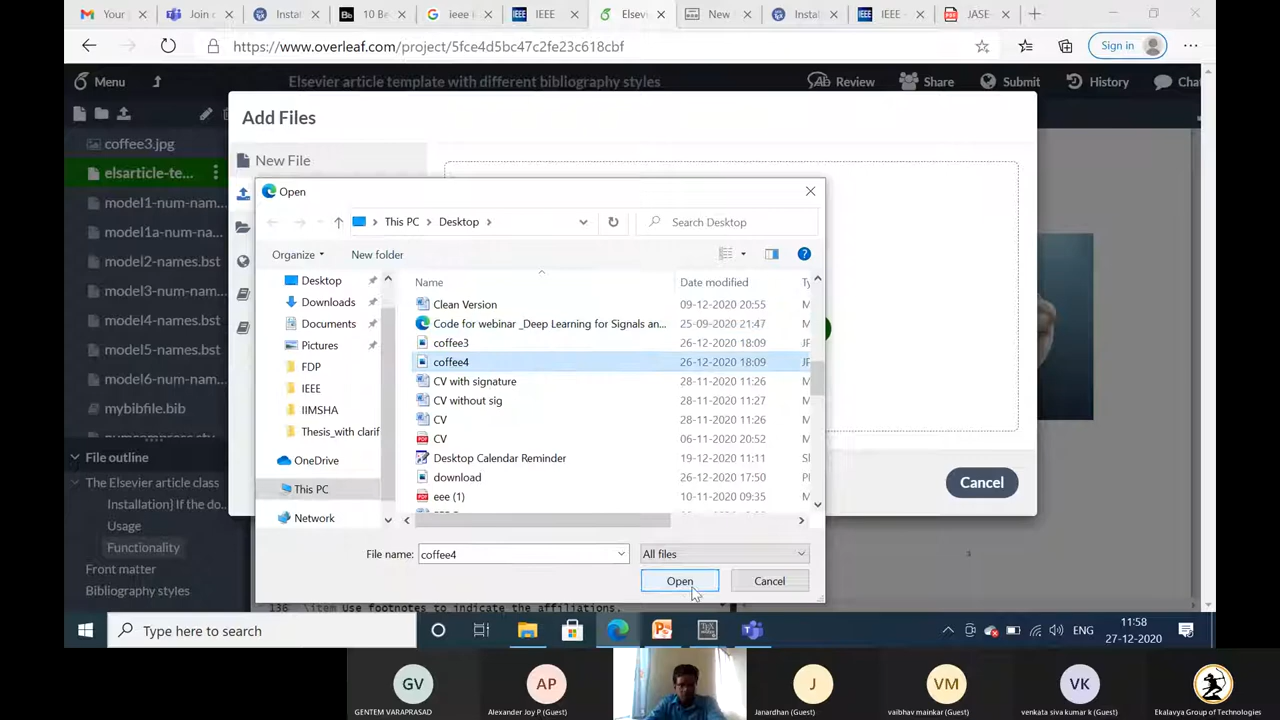 Your
Join c
Instal
10 Be
ieee k
IEEE
Elsev
New
Instal
IEEE -
JASE-
https://www.overleaf.com/project/5fce4d5bc47c2fe23c618cbf
Sign in
Menu
Elsevier article template with different bibliography styles
Review
Share
Submit
History
Chat
Add Files
coffee3.jpg
New File
elsarticle-te...
model1-num-nam...
model1a-num-na...
model2-names.bst
model3-num-nam...
model4-names.bst
model5-names.bst
model6-num-nam...
mybibfile.bib
File outline
The Elsevier article class
Installation] If the do...
Usage
Functionality
Front matter
Bibliography styles
Open
This PC > Desktop >
Search Desktop
Organize
New folder
Desktop
Downloads
Documents
Pictures
FDP
IEEE
IIMSHA
Thesis_with clarif
OneDrive
This PC
Network
Name Date modified Ty
Clean Version 09-12-2020 20:55 M
Code for webinar _Deep Learning for Signals an... 25-09-2020 21:47 M
coffee3 26-12-2020 18:09 JP
coffee4 26-12-2020 18:09 JP
CV with signature 28-11-2020 11:26 M
CV without sig 28-11-2020 11:27 M
CV 28-11-2020 11:26 M
CV 06-11-2020 20:52 M
Desktop Calendar Reminder 19-12-2020 11:11 Sh
download 26-12-2020 17:50 PN
eee (1) 10-11-2020 09:35 M
File name: coffee4
All files
Open
Cancel
Cancel
136 \item Use footnotes to indicate the affiliations.
Type here to search
ENG
11:58
27-12-2020
GV
GENTEM VARAPRASAD
AP
Alexander Joy P (Guest)
J
Janardhan (Guest)
VM
vaibhav mainkar (Guest)
VK
venkata siva kumar k (Guest)
Ekalavya Group of Technologies